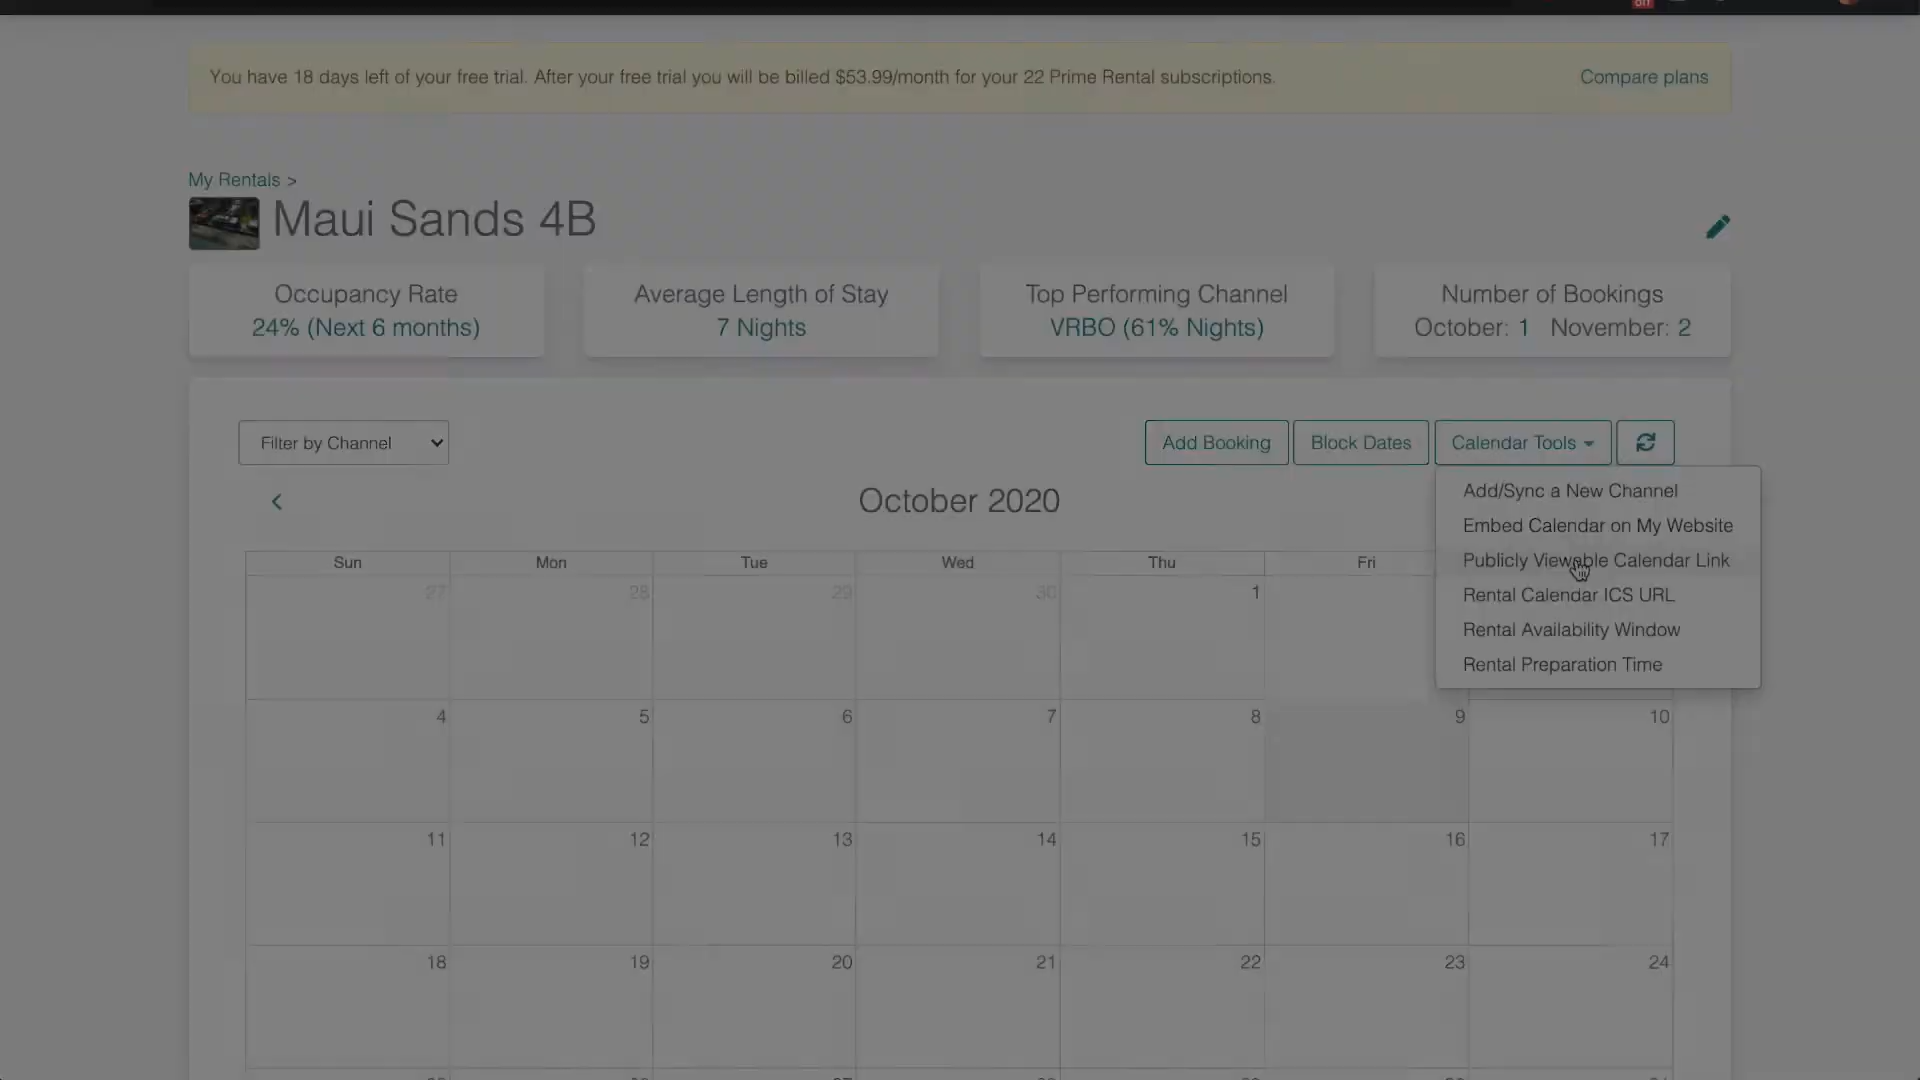 off
You have 18 days left of your free trial. After your free trial you will be billed $53.99/month for your 22 Prime Rental subscriptions.
Compare plans
My Rentals >
Maui Sands 4B
Occupancy Rate
24% (Next 6 months)
Average Length of Stay
7 Nights
Top Performing Channel
VRBO (61% Nights)
Number of Bookings
October: 1 November: 2
Filter by Channel
Add Booking
Block Dates
Calendar Tools
October 2020
Add/Sync a New Channel
Embed Calendar on My Website
Publicly Viewable Calendar Link
Rental Calendar ICS URL
Rental Availability Window
Rental Preparation Time
Sun Mon Tue Wed Thu Fri
27 28 29 30 1
4 5 6 7 8 9 10
11 12 13 14 15 16 17
18 19 20 21 22 23 24